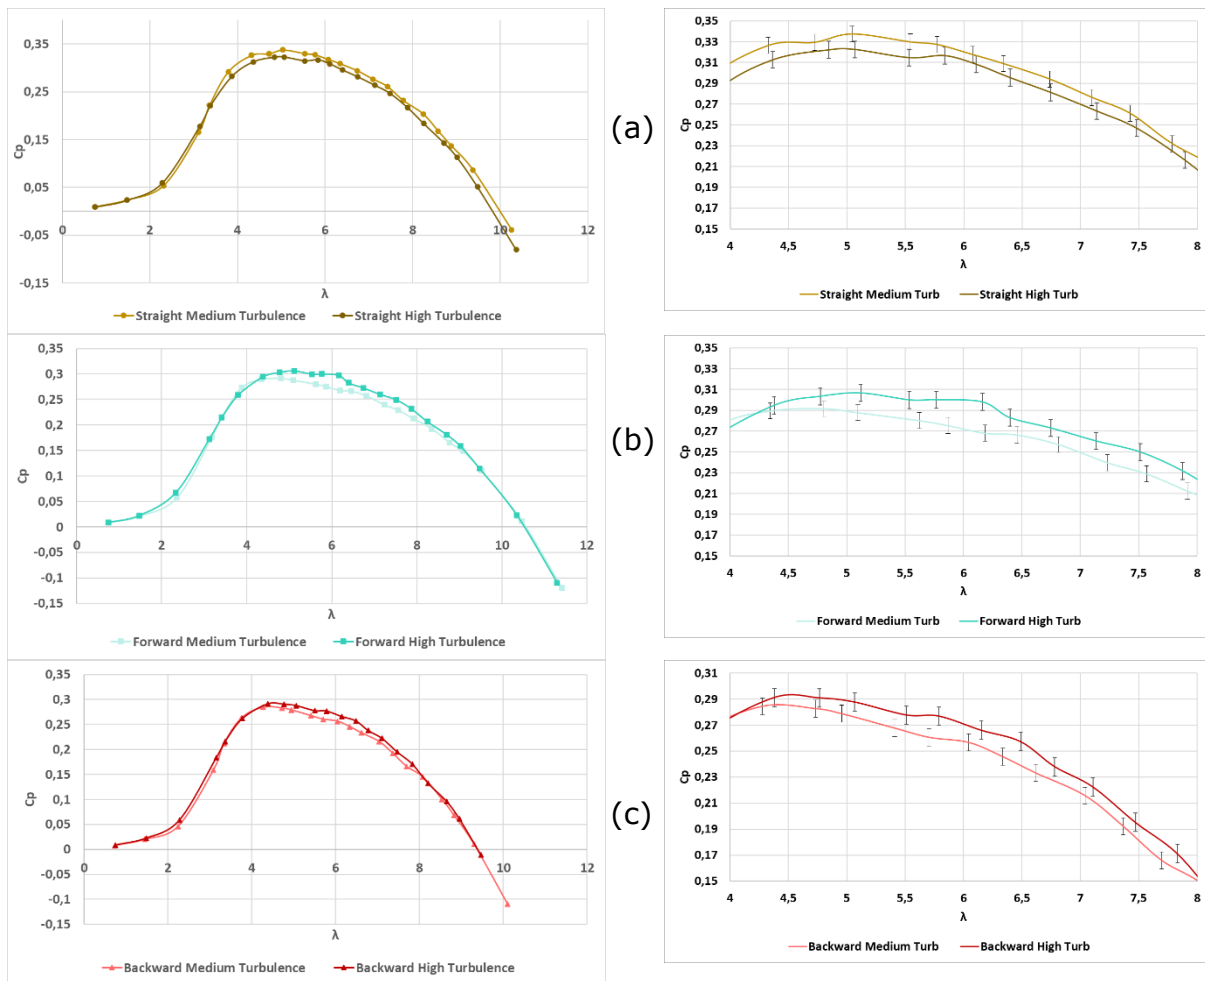 0,35
0,25
0,15
0,05
-0,05
-0,15
Cp
0 2 4 6 8 10 12
λ
Straight Medium Turbulence Straight High Turbulence
(a)
0,35
0,33
0,31
0,29
0,27
0,25
0,23
0,21
0,19
0,17
0,15
Cp
4 4,5 5 5,5 6 6,5 7 7,5 8
λ
Straight Medium Turb Straight High Turb
0,35
0,3
0,25
0,2
0,15
0,1
0,05
0
-0,05
-0,1
-0,15
Cp
0 2 4 6 8 10 12
λ
Forward Medium Turbulence Forward High Turbulence
(b)
0,35
0,33
0,31
0,29
0,27
0,25
0,23
0,21
0,19
0,17
0,15
Cp
4 4,5 5 5,5 6 6,5 7 7,5 8
λ
Forward Medium Turb Forward High Turb
0,35
0,3
0,25
0,2
0,15
0,1
0,05
0
-0,05
-0,1
-0,15
Cp
0 2 4 6 8 10 12
λ
Backward Medium Turbulence Backward High Turbulence
(c)
0,31
0,29
0,27
0,25
0,23
0,21
0,19
0,17
0,15
Cp
4 4,5 5 5,5 6 6,5 7 7,5 8
λ
Backward Medium Turb Backward High Turb